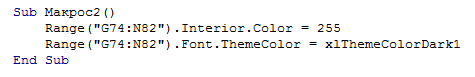 Sub Макрос2()
    Range("G74:N82").Interior.Color = 255
    Range("G74:N82").Font.ThemeColor = xlThemeColorDark1
End Sub